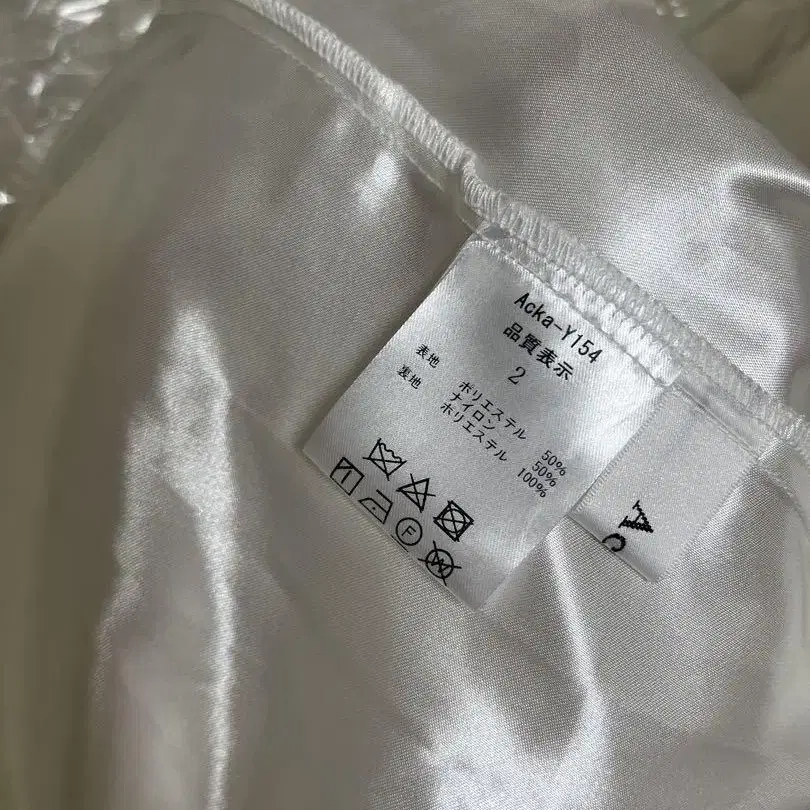 Acka-Y154
品質表示
2
表地 ポリエステル 50%
ナイロン 50%
裏地 ポリエステル 100%
F
W
A
C